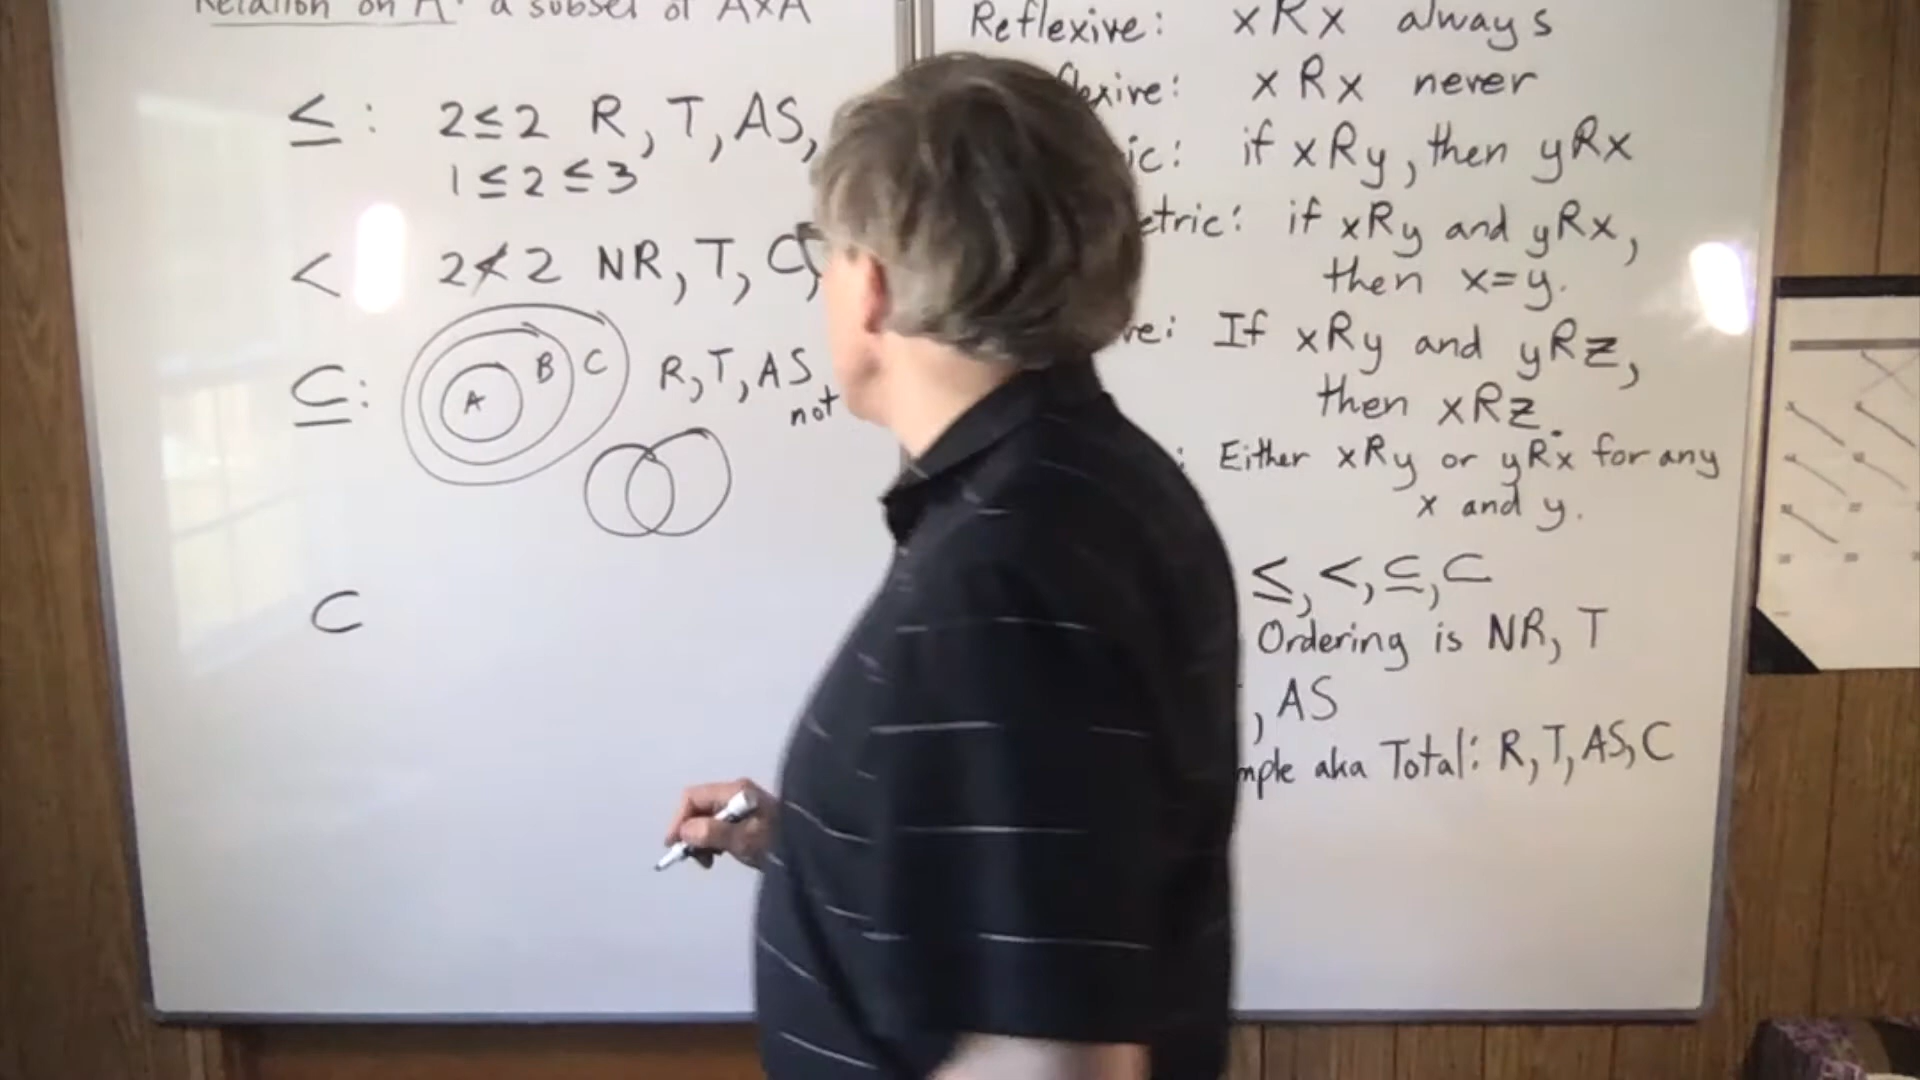 Relation on A: a subset of A×A
≤: 2≤2 R, T, AS,
1≤2≤3
< 2≮2 NR, T, C,
⊆: A B C R, T, AS,
not
⊂
Reflexive: xRx always
xRx never
if xRy, then yRx
if xRy and yRx,
then x=y.
If xRy and yRz,
then xRz.
Either xRy or yRx for any
x and y.
≤, <, ⊆, ⊂
Ordering is NR, T
, AS
aka Total: R, T, AS, C